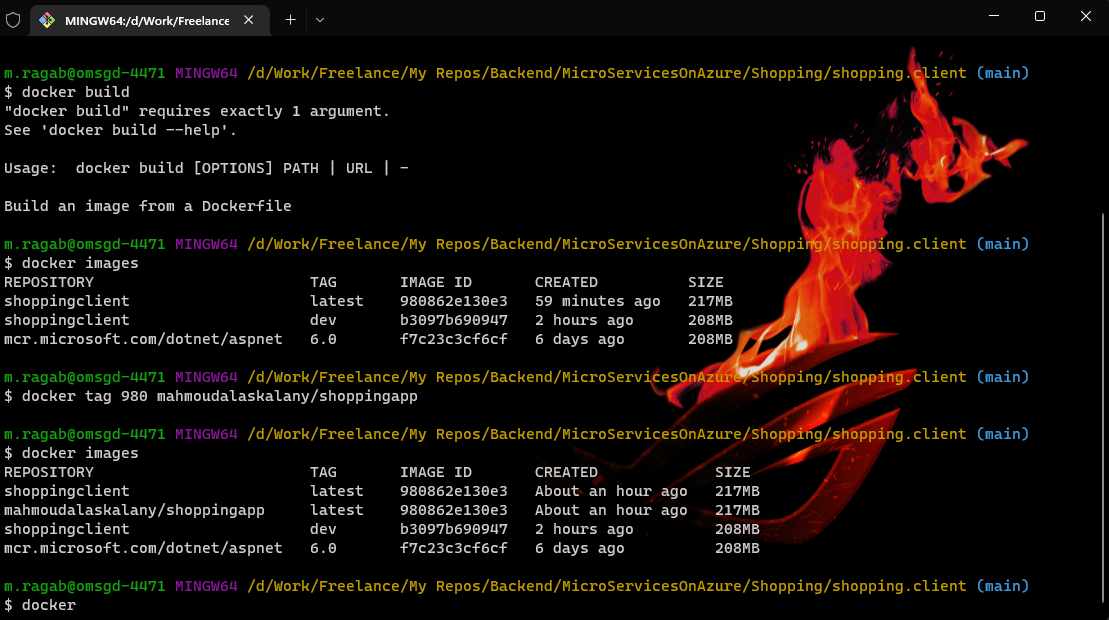 MINGW64:/d/Work/Freelance
m.ragab@omsgd-4471 MINGW64 /d/Work/Freelance/My Repos/Backend/MicroServicesOnAzure/Shopping/shopping.client (main)
$ docker build
"docker build" requires exactly 1 argument.
See 'docker build --help'.
Usage:  docker build [OPTIONS] PATH | URL | -
Build an image from a Dockerfile
m.ragab@omsgd-4471 MINGW64 /d/Work/Freelance/My Repos/Backend/MicroServicesOnAzure/Shopping/shopping.client (main)
$ docker images
REPOSITORY                        TAG       IMAGE ID       CREATED          SIZE
shoppingclient                    latest    980862e130e3   59 minutes ago   217MB
shoppingclient                    dev       b3097b690947   2 hours ago      208MB
mcr.microsoft.com/dotnet/aspnet   6.0       f7c23c3cf6cf   6 days ago       208MB
m.ragab@omsgd-4471 MINGW64 /d/Work/Freelance/My Repos/Backend/MicroServicesOnAzure/Shopping/shopping.client (main)
$ docker tag 980 mahmoudalaskalany/shoppingapp
m.ragab@omsgd-4471 MINGW64 /d/Work/Freelance/My Repos/Backend/MicroServicesOnAzure/Shopping/shopping.client (main)
$ docker images
REPOSITORY                        TAG       IMAGE ID       CREATED             SIZE
shoppingclient                    latest    980862e130e3   About an hour ago   217MB
mahmoudalaskalany/shoppingapp     latest    980862e130e3   About an hour ago   217MB
shoppingclient                    dev       b3097b690947   2 hours ago         208MB
mcr.microsoft.com/dotnet/aspnet   6.0       f7c23c3cf6cf   6 days ago          208MB
m.ragab@omsgd-4471 MINGW64 /d/Work/Freelance/My Repos/Backend/MicroServicesOnAzure/Shopping/shopping.client (main)
$ docker